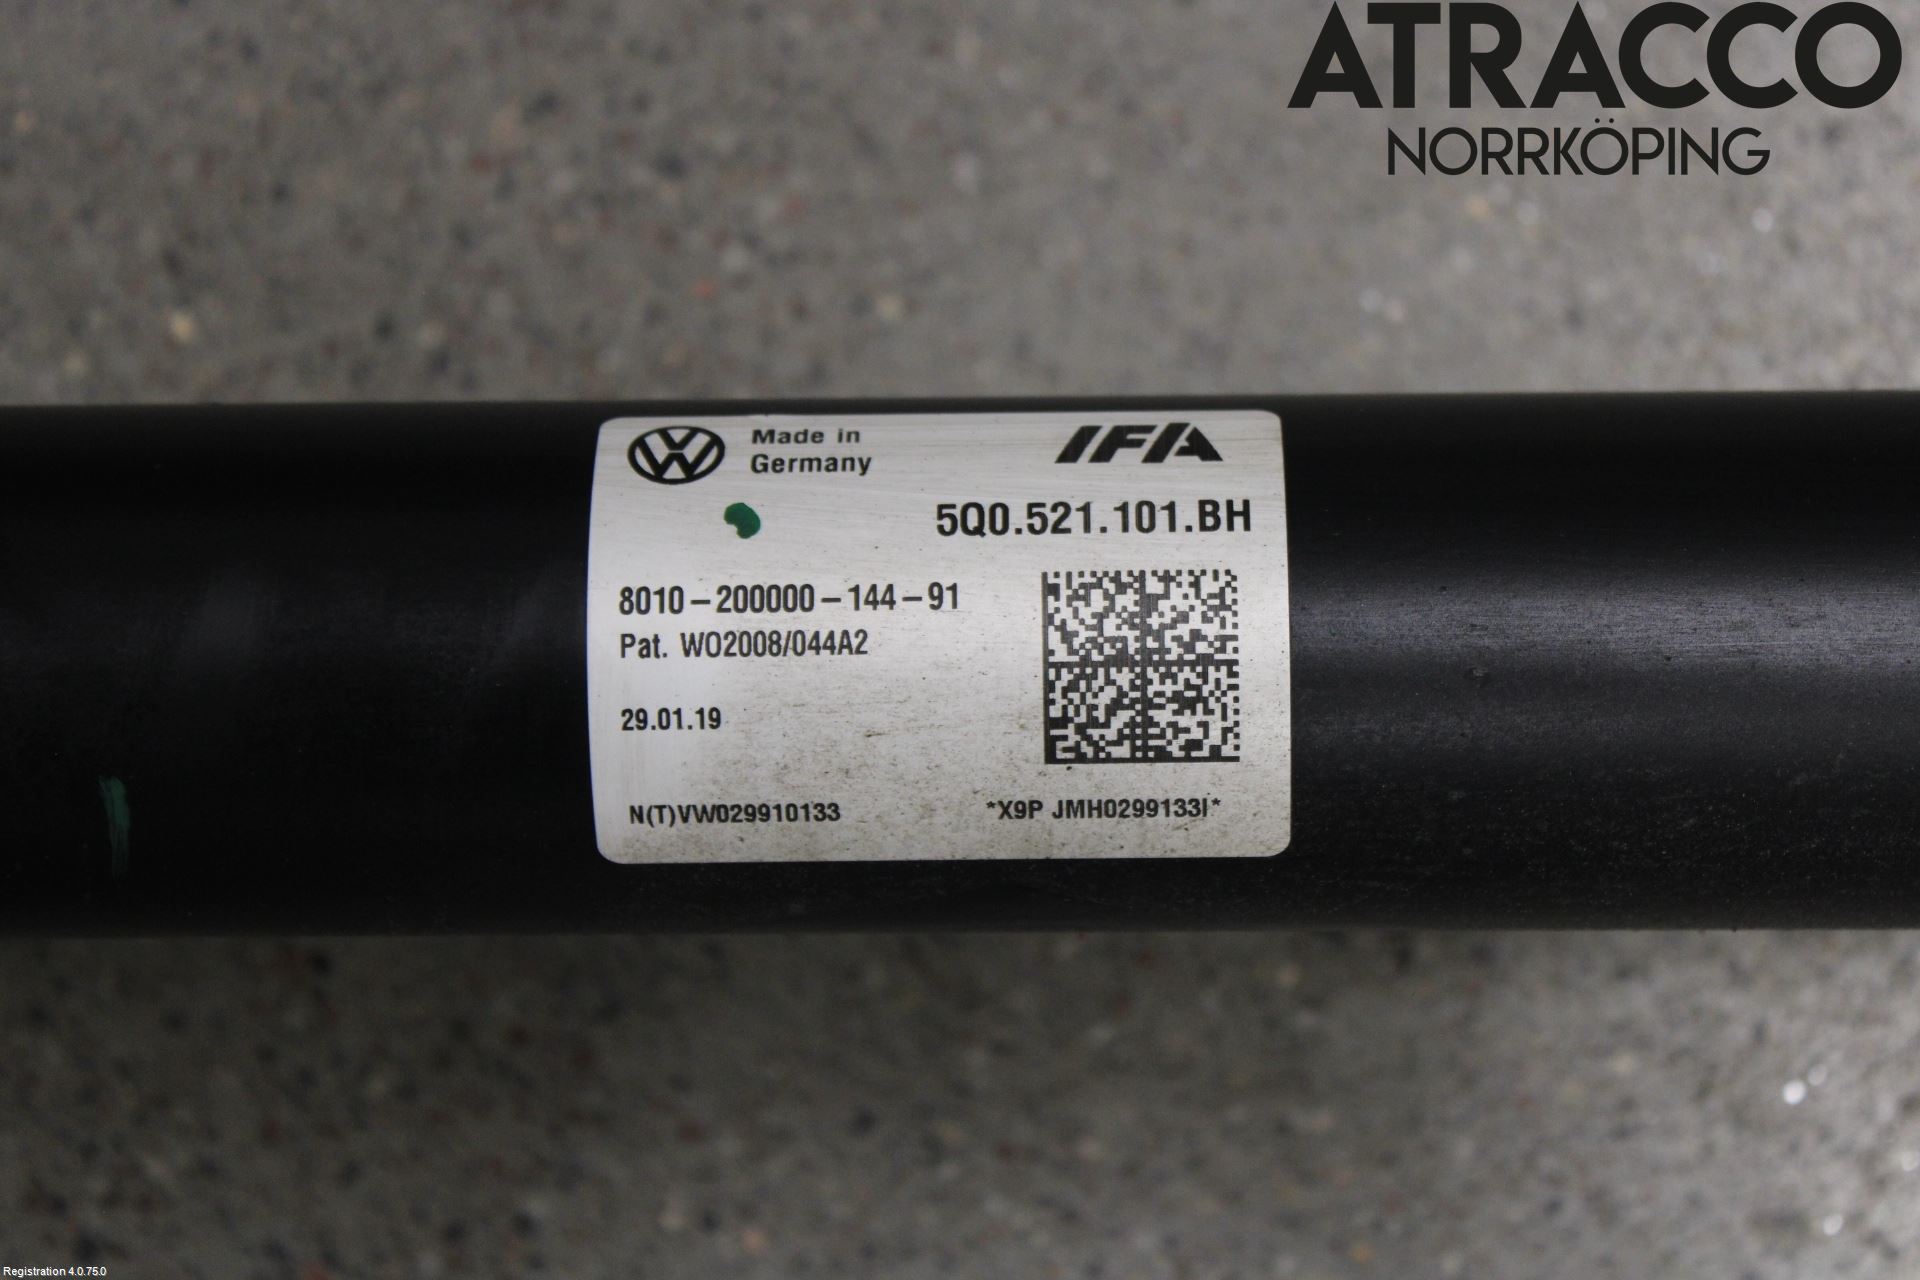 ATRACCO
NORRKÖPING
Made in
Germany
IFA
5Q0.521.101.BH
8010-200000-144-91
Pat. WO2008/044A2
29.01.19
N(T)VW029910133
*X9P JMH0299133I*
Registration 4.0.75.0